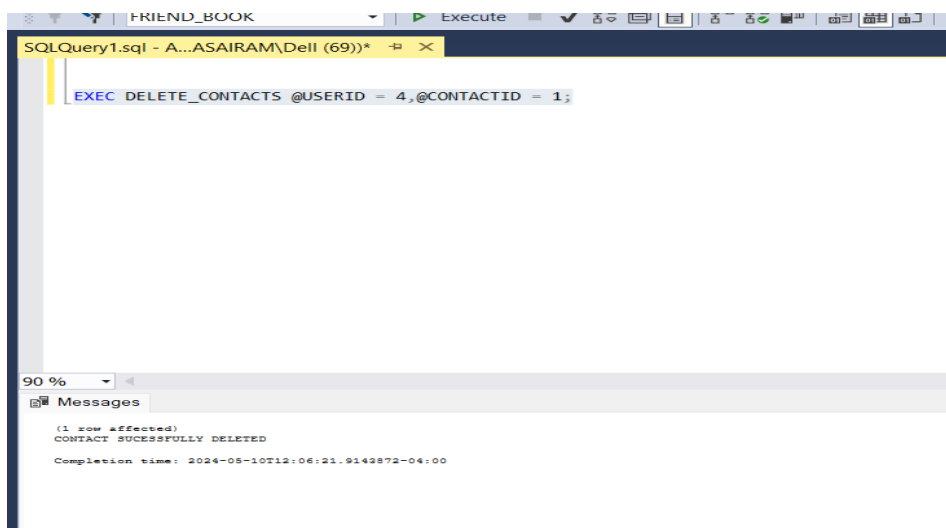 FRIEND_BOOK
Execute
SQLQuery1.sql - A...ASAIRAM\Dell (69))*
EXEC DELETE_CONTACTS @USERID = 4,@CONTACTID = 1;
90 %
Messages
(1 row affected)
CONTACT SUCESSFULLY DELETED
Completion time: 2024-05-10T12:06:21.9143872-04:00